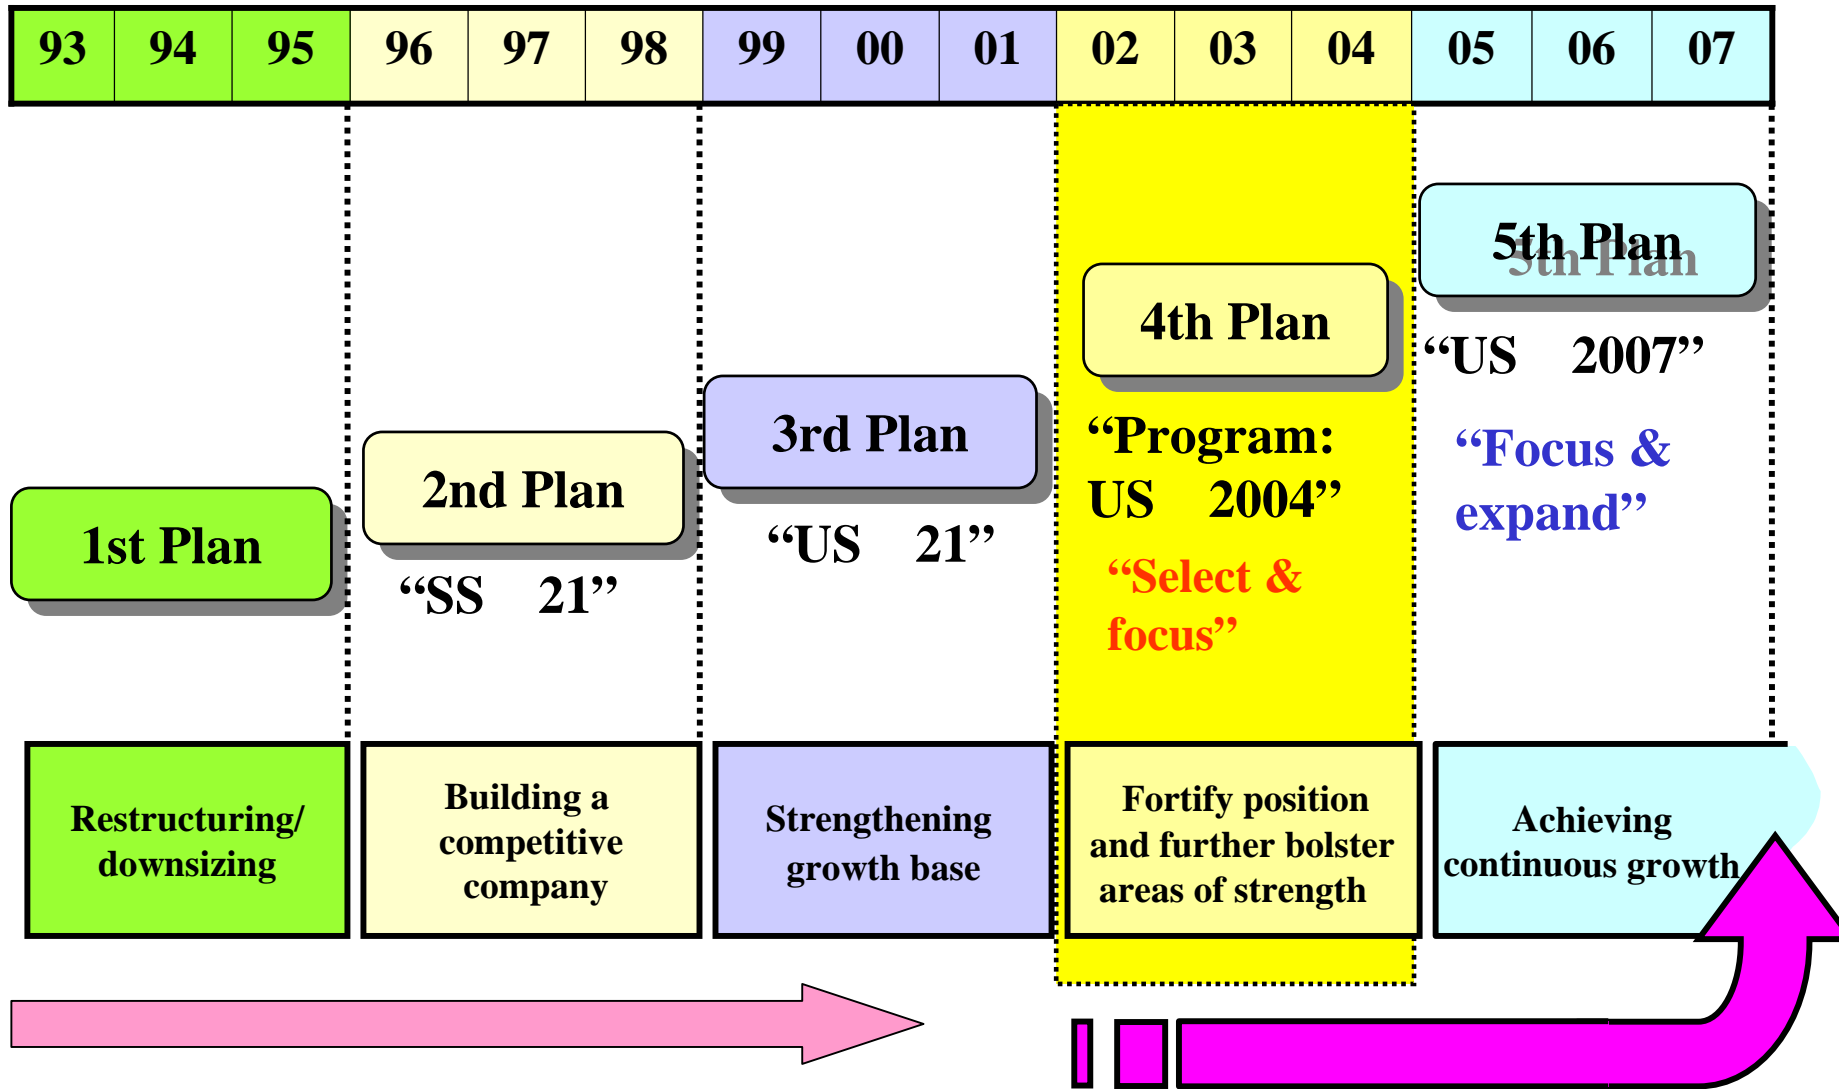 93 94 95 96 97 98 99 00 01 02 03 04 05 06 07
1st Plan
2nd Plan
“SS 21”
3rd Plan
“US 21”
4th Plan
“Program:
US 2004”
“Select &
focus”
5th Plan
“US 2007”
“Focus &
expand”
Restructuring/
downsizing
Building a
competitive
company
Strengthening
growth base
Fortify position
and further bolster
areas of strength
Achieving
continuous growth